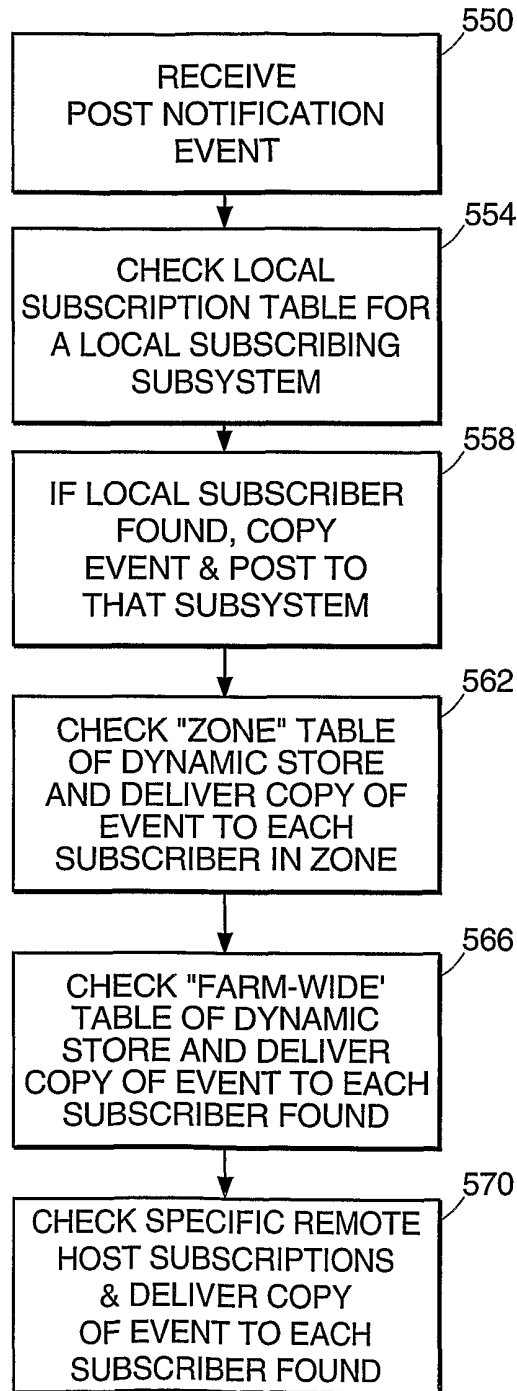 550
RECEIVE
POST NOTIFICATION
EVENT
554
CHECK LOCAL
SUBSCRIPTION TABLE FOR
A LOCAL SUBSCRIBING
SUBSYSTEM
558
IF LOCAL SUBSCRIBER
FOUND, COPY
EVENT & POST TO
THAT SUBSYSTEM
562
CHECK "ZONE" TABLE
OF DYNAMIC STORE
AND DELIVER COPY OF
EVENT TO EACH
SUBSCRIBER IN ZONE
566
CHECK "FARM-WIDE'
TABLE OF DYNAMIC
STORE AND DELIVER
COPY OF EVENT TO EACH
SUBSCRIBER FOUND
570
CHECK SPECIFIC REMOTE
HOST SUBSCRIPTIONS
& DELIVER COPY
OF EVENT TO EACH
SUBSCRIBER FOUND